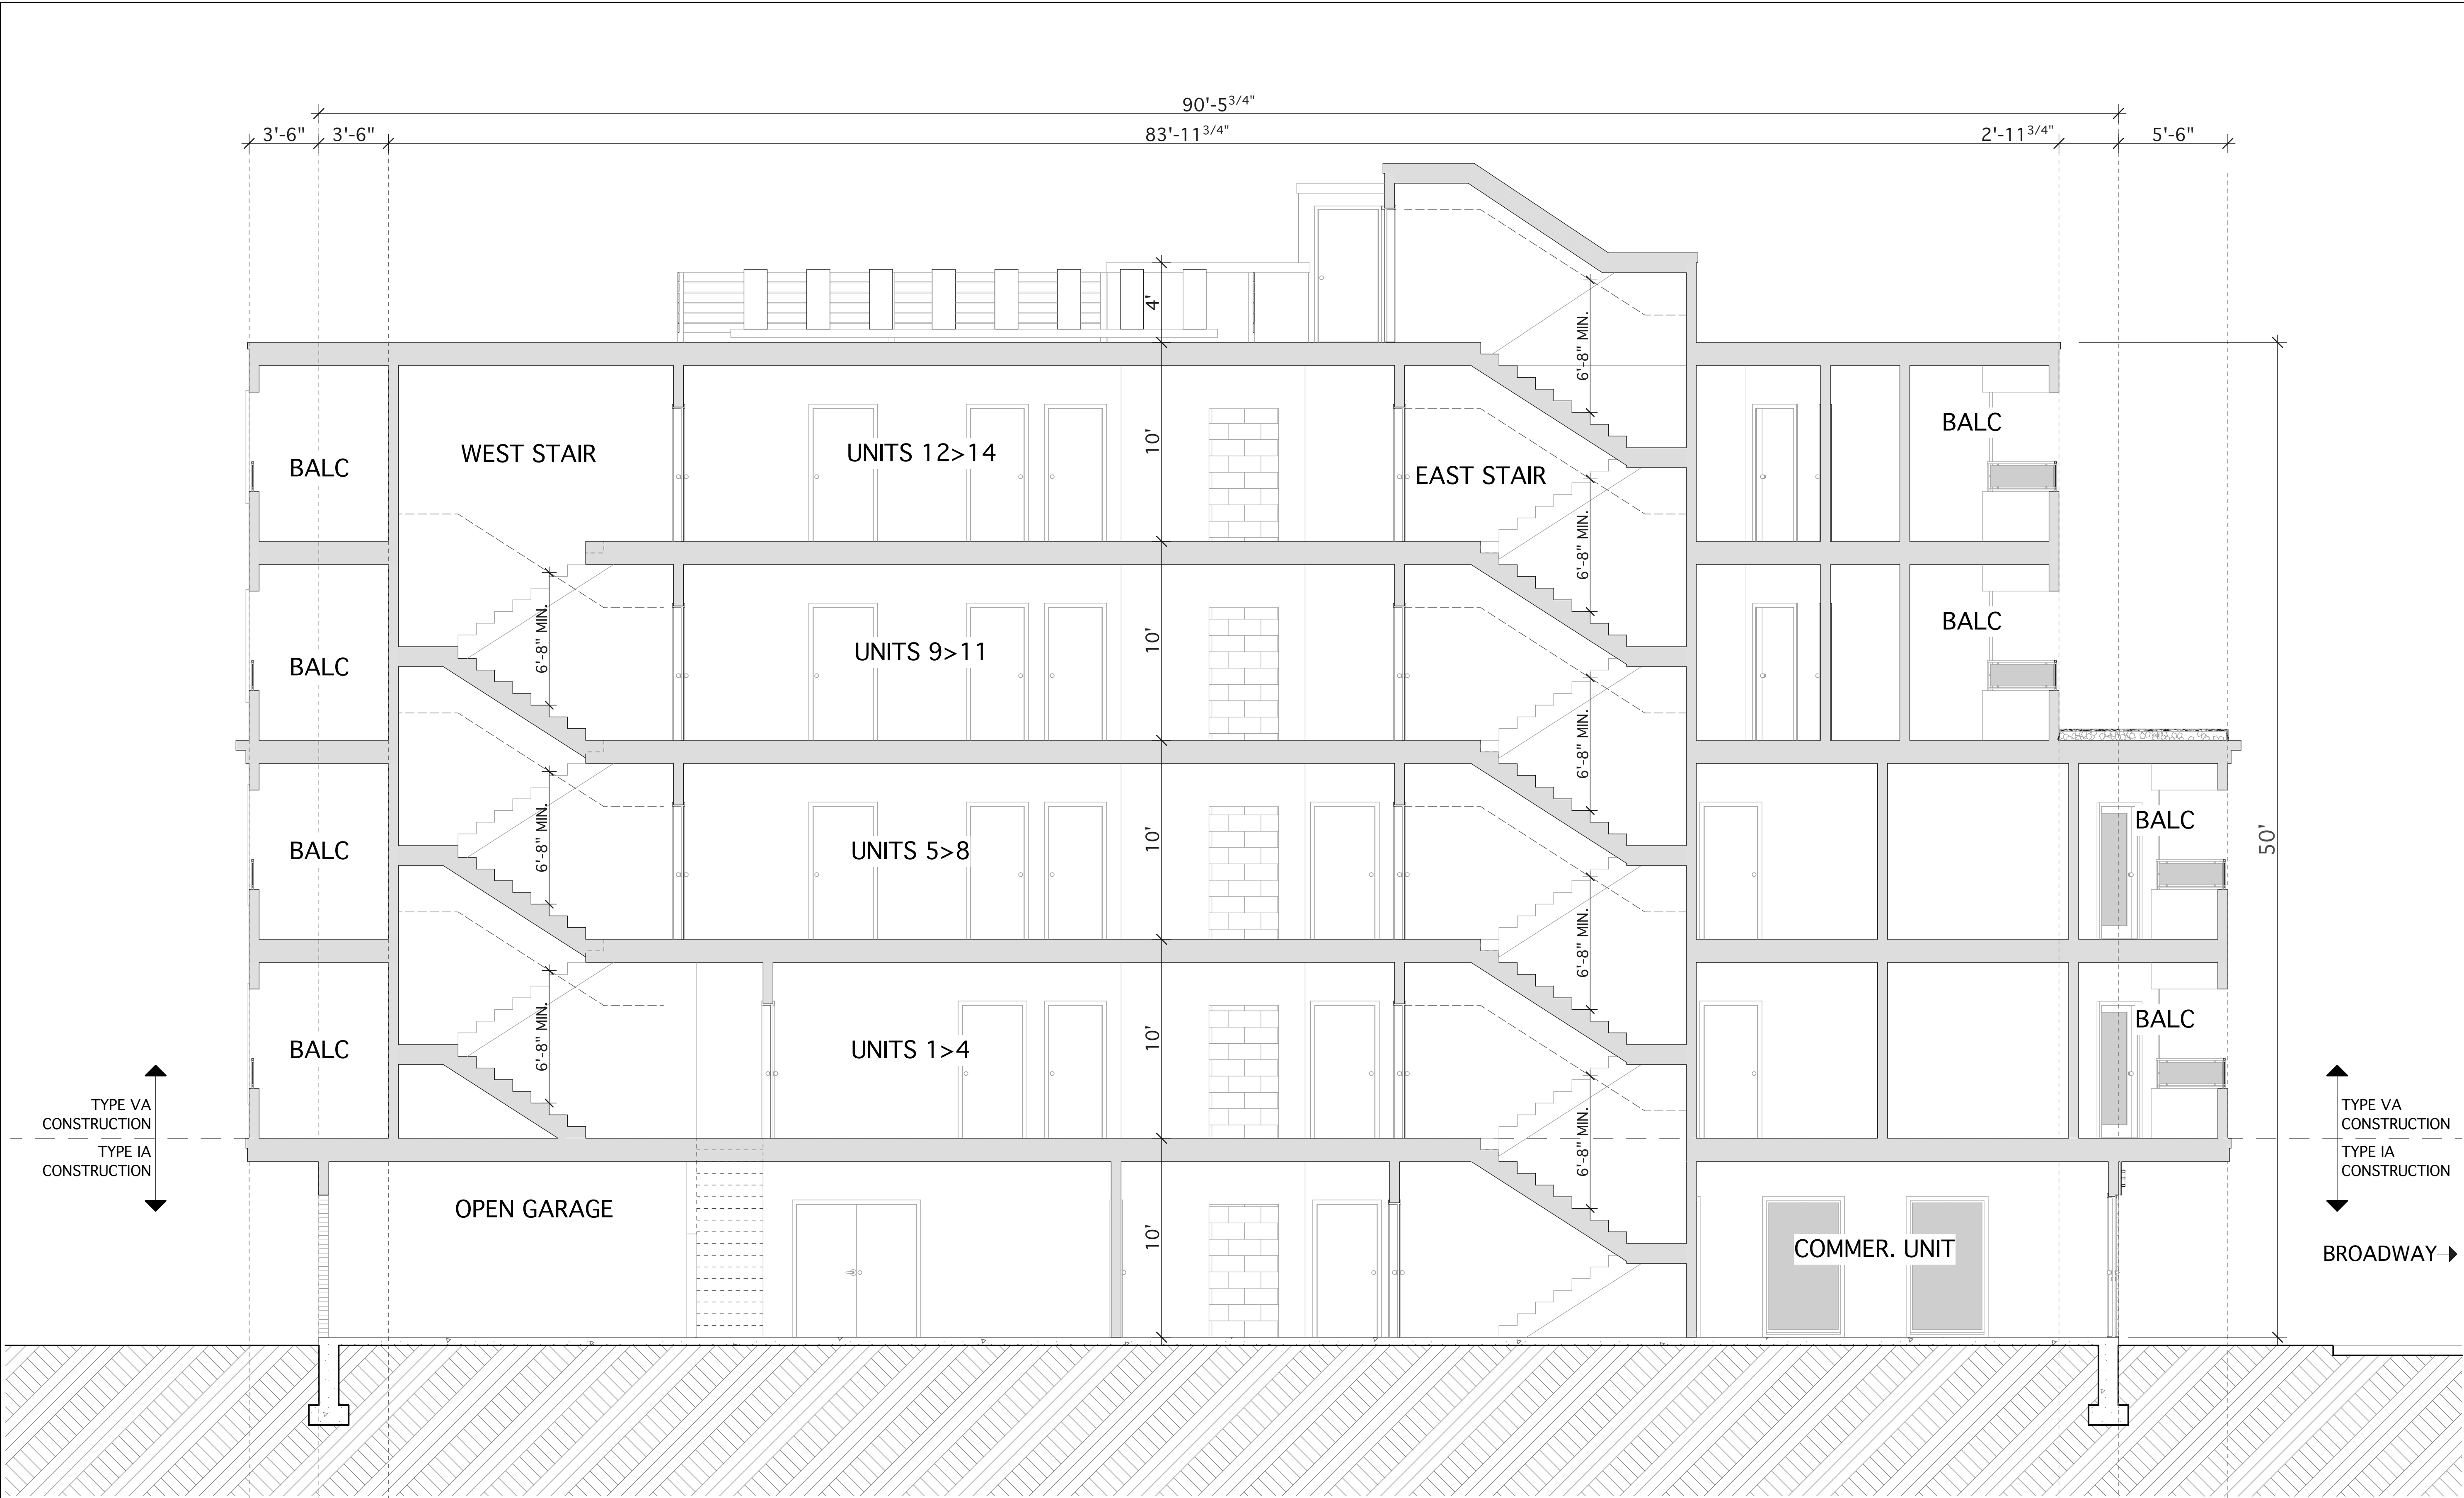 90'-5 3/4"
3'-6"
3'-6"
83'-11 3/4"
2'-11 3/4"
5'-6"
4'
6'-8" MIN.
BALC
WEST STAIR
UNITS 12>14
10'
EAST STAIR
BALC
6'-8" MIN.
BALC
6'-8" MIN.
UNITS 9>11
10'
BALC
6'-8" MIN.
BALC
6'-8" MIN.
UNITS 5>8
10'
BALC
50'
6'-8" MIN.
BALC
6'-8" MIN.
UNITS 1>4
10'
BALC
6'-8" MIN.
TYPE VA
CONSTRUCTION
TYPE IA
CONSTRUCTION
TYPE VA
CONSTRUCTION
TYPE IA
CONSTRUCTION
OPEN GARAGE
10'
COMMER. UNIT
BROADWAY